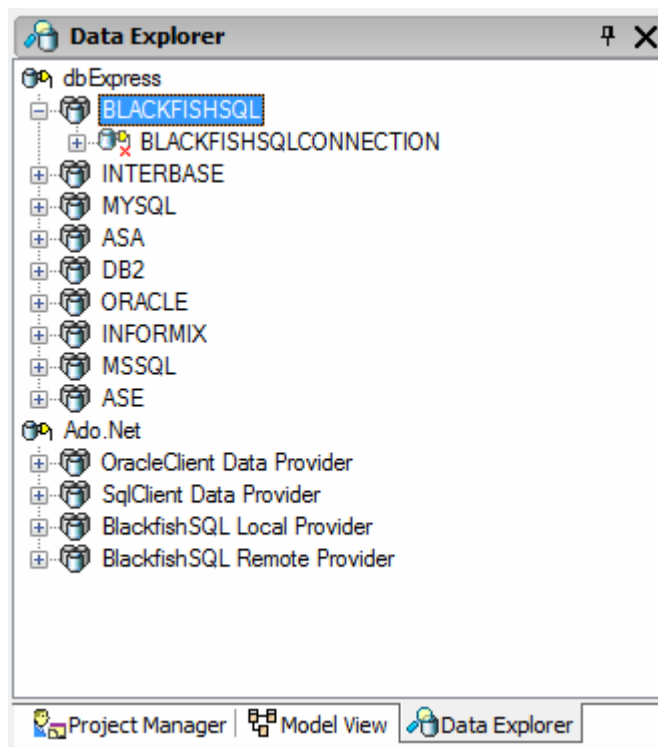 Data Explorer
dbExpress
BLACKFISHSQL
BLACKFISHSQLCONNECTION
INTERBASE
MYSQL
ASA
DB2
ORACLE
INFORMIX
MSSQL
ASE
Ado.Net
OracleClient Data Provider
SqlClient Data Provider
BlackfishSQL Local Provider
BlackfishSQL Remote Provider
Project Manager Model View Data Explorer